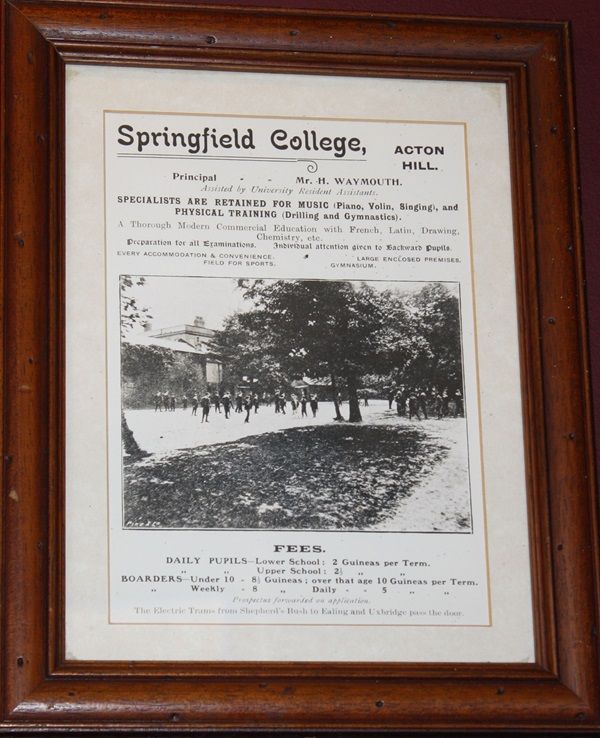 Springfield College, ACTON HILL.
Principal - - Mr. H. WAYMOUTH.
Assisted by University Resident Assistants.
SPECIALISTS ARE RETAINED FOR MUSIC (Piano, Volin, Singing), and
PHYSICAL TRAINING (Drilling and Gymnastics).
A Thorough Modern Commercial Education with French, Latin, Drawing,
Chemistry, etc.
Preparation for all Examinations. Individual attention given to Backward Pupils.
EVERY ACCOMMODATION & CONVENIENCE. LARGE ENCLOSED PREMISES,
FIELD FOR SPORTS. GYMNASIUM.
FEES.
DAILY PUPILS—Lower School: 2 Guineas per Term.
„ „ Upper School: 2½ „ „
BOARDERS—Under 10 - 8½ Guineas; over that age 10 Guineas per Term.
„ Weekly - 8 „ Daily - - 5 „ „
Prospectus forwarded on application.
The Electric Trams from Shepherd's Bush to Ealing and Uxbridge pass the door.